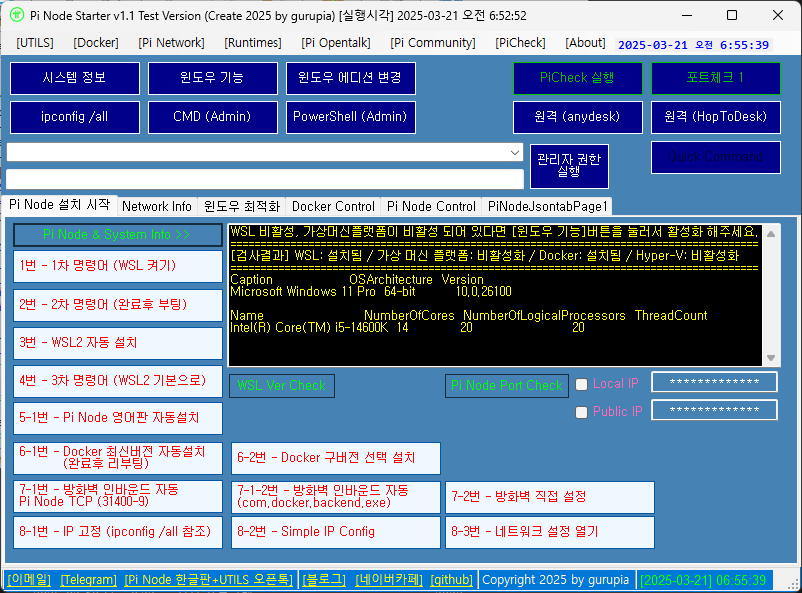 Pi Node Starter v1.1 Test Version (Create 2025 by gurupia) [실행시각] 2025-03-21 오전 6:52:52
[UTILS] [Docker] [Pi Network] [Runtimes] [Pi Opentalk] [Pi Community] [PiCheck] [About] 2025-03-21 오전 6:55:39
시스템 정보 윈도우 기능 윈도우 에디션 변경 PiCheck 실행 포트체크 1
ipconfig /all CMD (Admin) PowerShell (Admin) 원격 (anydesk) 원격 (HopToDesk)
관리자 권한
실행
Quick Command
Pi Node 설치 시작 Network Info 윈도우 최적화 Docker Control Pi Node Control PiNodeJsontabPage1
Pi Node & System Info >>
1번 - 1차 명령어 (WSL 켜기)
2번 - 2차 명령어 (완료후 부팅)
3번 - WSL2 자동 설치
4번 - 3차 명령어 (WSL2 기본으로)
5-1번 - Pi Node 영어판 자동설치
WSL 비활성, 가상머신플랫폼이 비활성 되어 있다면 [윈도우 기능]버튼을 눌러서 활성화 해주세요.
[검사결과] WSL: 설치됨 / 가상 머신 플랫폼: 비활성화 / Docker: 설치됨 / Hyper-V: 비활성화
Caption OSArchitecture Version
Microsoft Windows 11 Pro 64-bit 10.0.26100
Name NumberOfCores NumberOfLogicalProcessors ThreadCount
Intel(R) Core(TM) i5-14600K 14 20 20
WSL Ver Check Pi Node Port Check Local IP *************
Public IP *************
6-1번 - Docker 최신버전 자동설치
(완료후 리부팅)
6-2번 - Docker 구버전 선택 설치
7-1번 - 방화벽 인바운드 자동
Pi Node TCP (31400-9)
7-1-2번 - 방화벽 인바운드 자동
(com.docker.backend.exe)
7-2번 - 방화벽 직접 설정
8-1번 - IP 고정 (ipconfig /all 참조) 8-2번 - Simple IP Config 8-3번 - 네트워크 설정 열기
[이메일] [Telegram] [Pi Node 한글판+UTILS 오픈톡] [블로그] [네이버카페] [github] Copyright 2025 by gurupia [2025-03-21] 06:55:39